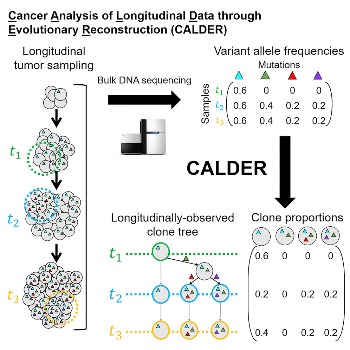 Cancer Analysis of Longitudinal Data through
Evolutionary Reconstruction (CALDER)
Longitudinal
tumor sampling
Bulk DNA sequencing
Variant allele frequencies
Mutations
Samples
t1 0.6 0 0 0
t2 0.6 0.4 0.2 0.2
t3 0.6 0.4 0.2 0.2
t1
t2
t3
CALDER
Longitudinally-observed
clone tree
t1
t2
t3
Clone proportions
0.6 0 0 0
0.2 0 0.2 0.2
0.4 0 0.2 0.2